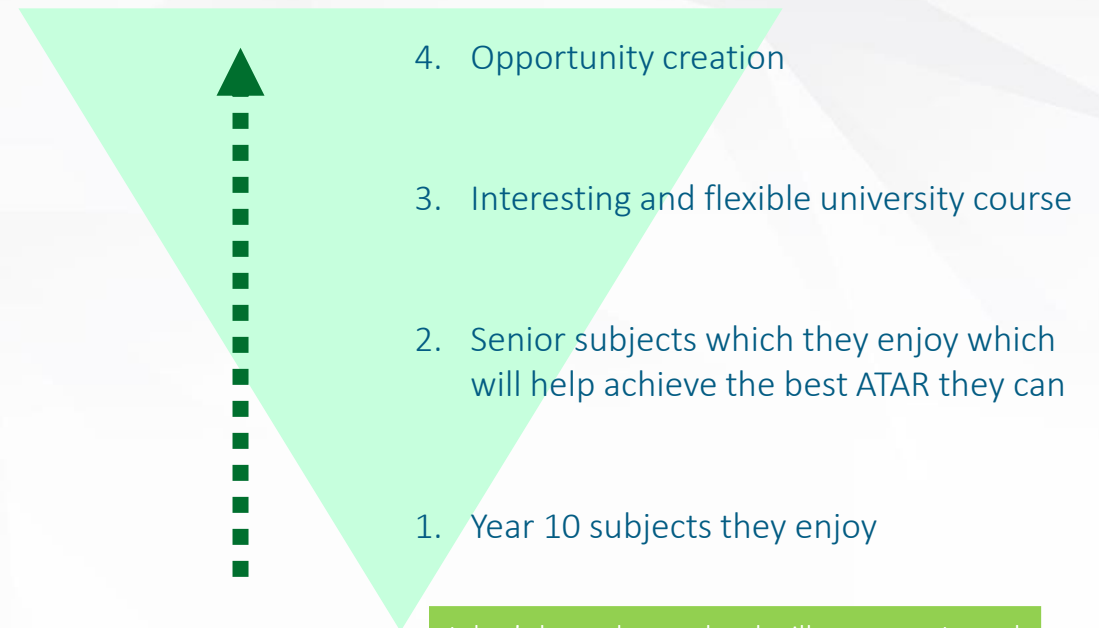 4. Opportunity creation
3. Interesting and flexible university course
2. Senior subjects which they enjoy which
will help achieve the best ATAR they can
1. Year 10 subjects they enjoy